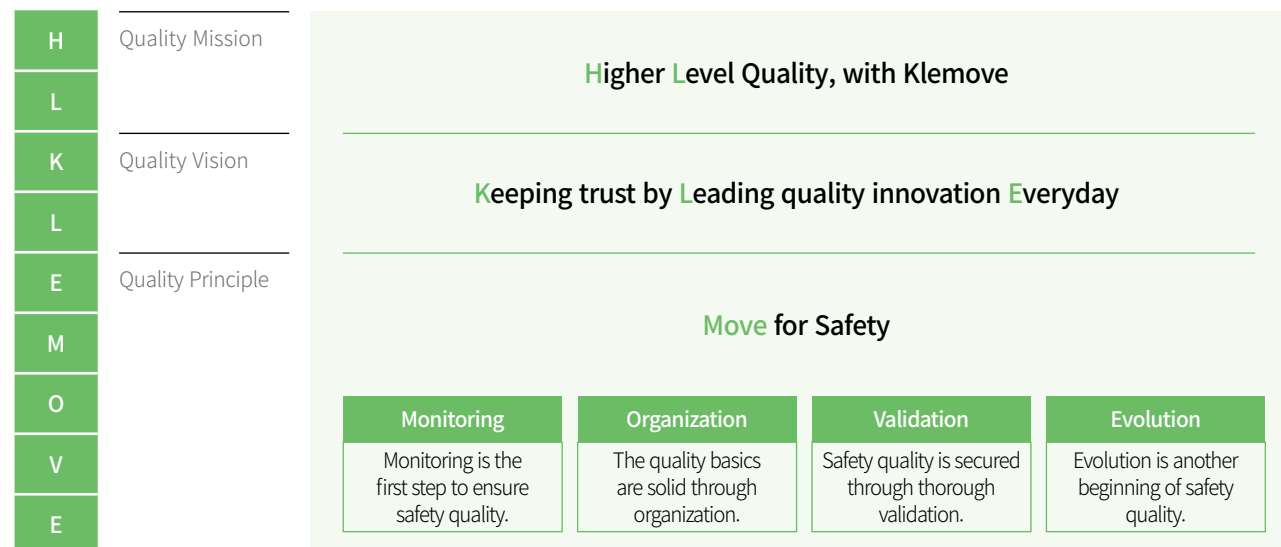 H
L
K
L
E
M
O
V
E
Quality Mission
Higher Level Quality, with Klemove
Quality Vision
Keeping trust by Leading quality innovation Everyday
Quality Principle
Move for Safety
Monitoring
Monitoring is the
first step to ensure
safety quality.
Organization
The quality basics
are solid through
organization.
Validation
Safety quality is secured
through thorough
validation.
Evolution
Evolution is another
beginning of safety
quality.